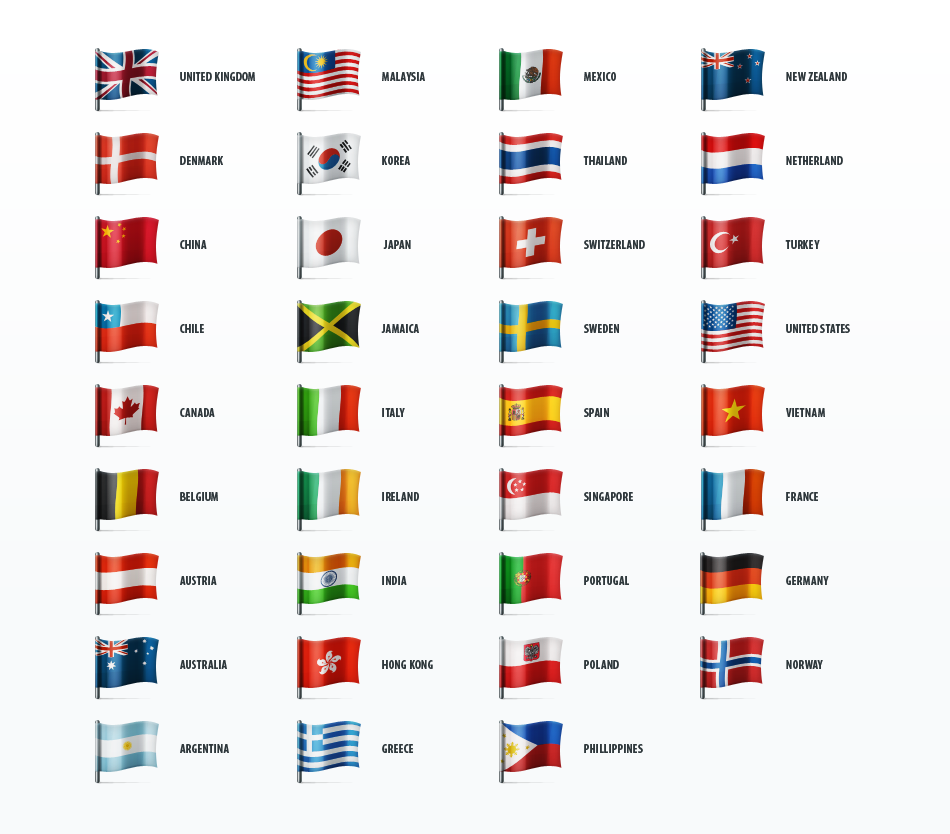 UNITED KINGDOM
MALAYSIA
MEXICO
NEW ZEALAND
DENMARK
KOREA
THAILAND
NETHERLAND
CHINA
JAPAN
SWITZERLAND
TURKEY
CHILE
JAMAICA
SWEDEN
UNITED STATES
CANADA
ITALY
SPAIN
VIETNAM
BELGIUM
IRELAND
SINGAPORE
FRANCE
AUSTRIA
INDIA
PORTUGAL
GERMANY
AUSTRALIA
HONG KONG
POLAND
NORWAY
ARGENTINA
GREECE
PHILLIPPINES